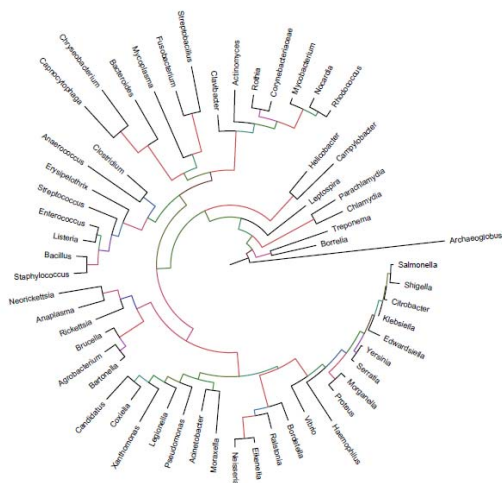 Streptobacillus
Fusobacterium
Mycoplasma
Bacteroides
Chryseobacterium
Capnocytophaga
Clavibacter
Actinomyces
Rothia
Corynebacteriaceae
Mycobacterium
Nocardia
Rhodococcus
Helicobacter
Campylobacter
Leptospira
Parachlamydia
Chlamydia
Treponema
Borrelia
Archaeoglobus
Salmonella
Shigella
Citrobacter
Klebsiella
Edwardsiella
Yersinia
Serratia
Morganella
Proteus
Haemophilus
Vibrio
Bordetella
Ralstonia
Eikenella
Neisseria
Moraxella
Acinetobacter
Pseudomonas
Legionella
Xanthomonas
Coxiella
Candidatus
Bartonella
Agrobacterium
Brucella
Rickettsia
Anaplasma
Neorickettsia
Staphylococcus
Bacillus
Listeria
Enterococcus
Streptococcus
Erysipelothrix
Anaerococcus
Clostridium